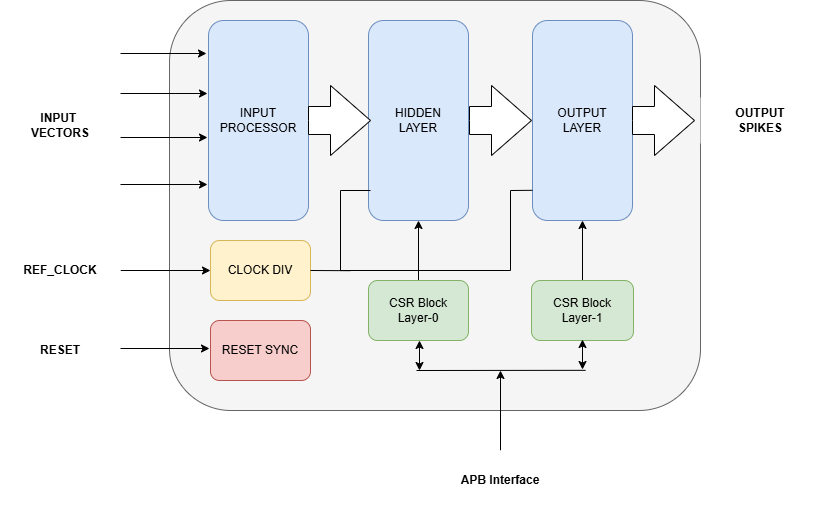 INPUT
VECTORS
INPUT
PROCESSOR
HIDDEN
LAYER
OUTPUT
LAYER
OUTPUT
SPIKES
REF_CLOCK
CLOCK DIV
CSR Block
Layer-0
CSR Block
Layer-1
RESET
RESET SYNC
APB Interface